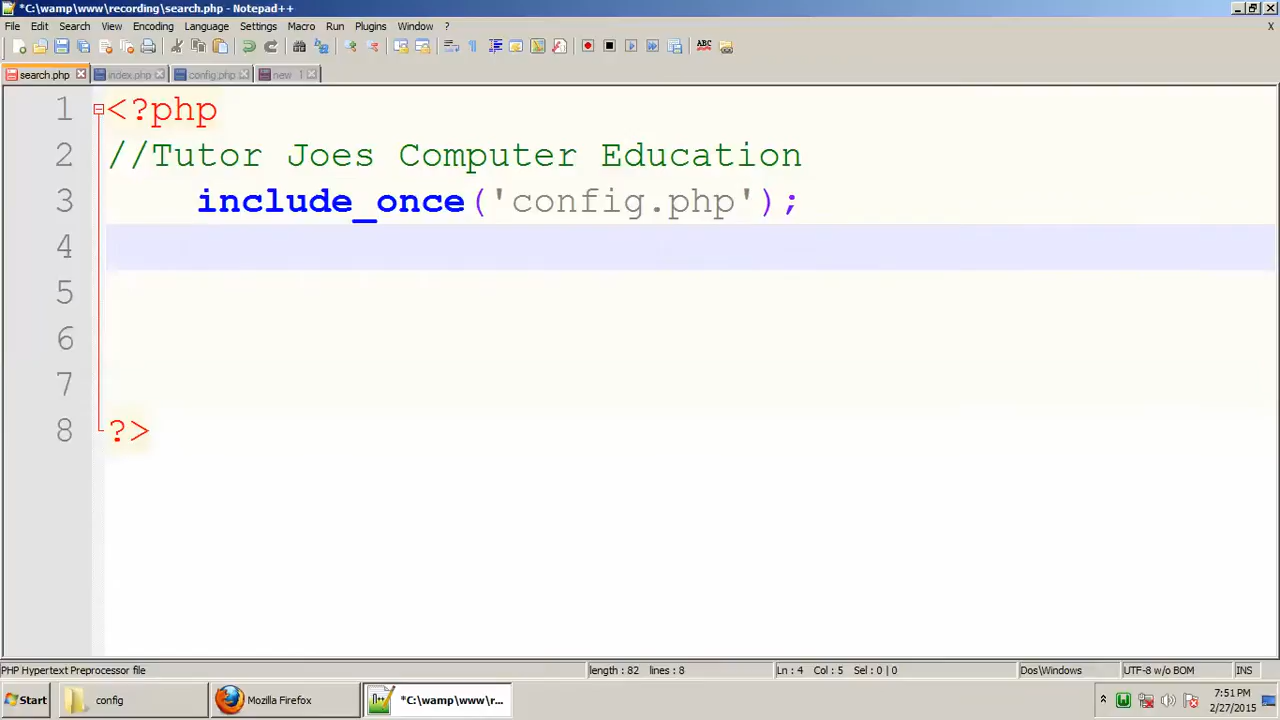 *C:\wamp\www\recording\search.php - Notepad++
File Edit Search View Encoding Language Settings Macro Run Plugins Window ?
X
search.php index.php config.php new 1
1 <?php
2 //Tutor Joes Computer Education
3 include_once('config.php');
4
5
6
7
8 ?>
PHP Hypertext Preprocessor file length : 82 lines : 8 Ln : 4 Col : 5 Sel : 0 | 0 Dos\Windows UTF-8 w/o BOM INS
Start config Mozilla Firefox *C:\wamp\www\r... 7:51 PM
2/27/2015